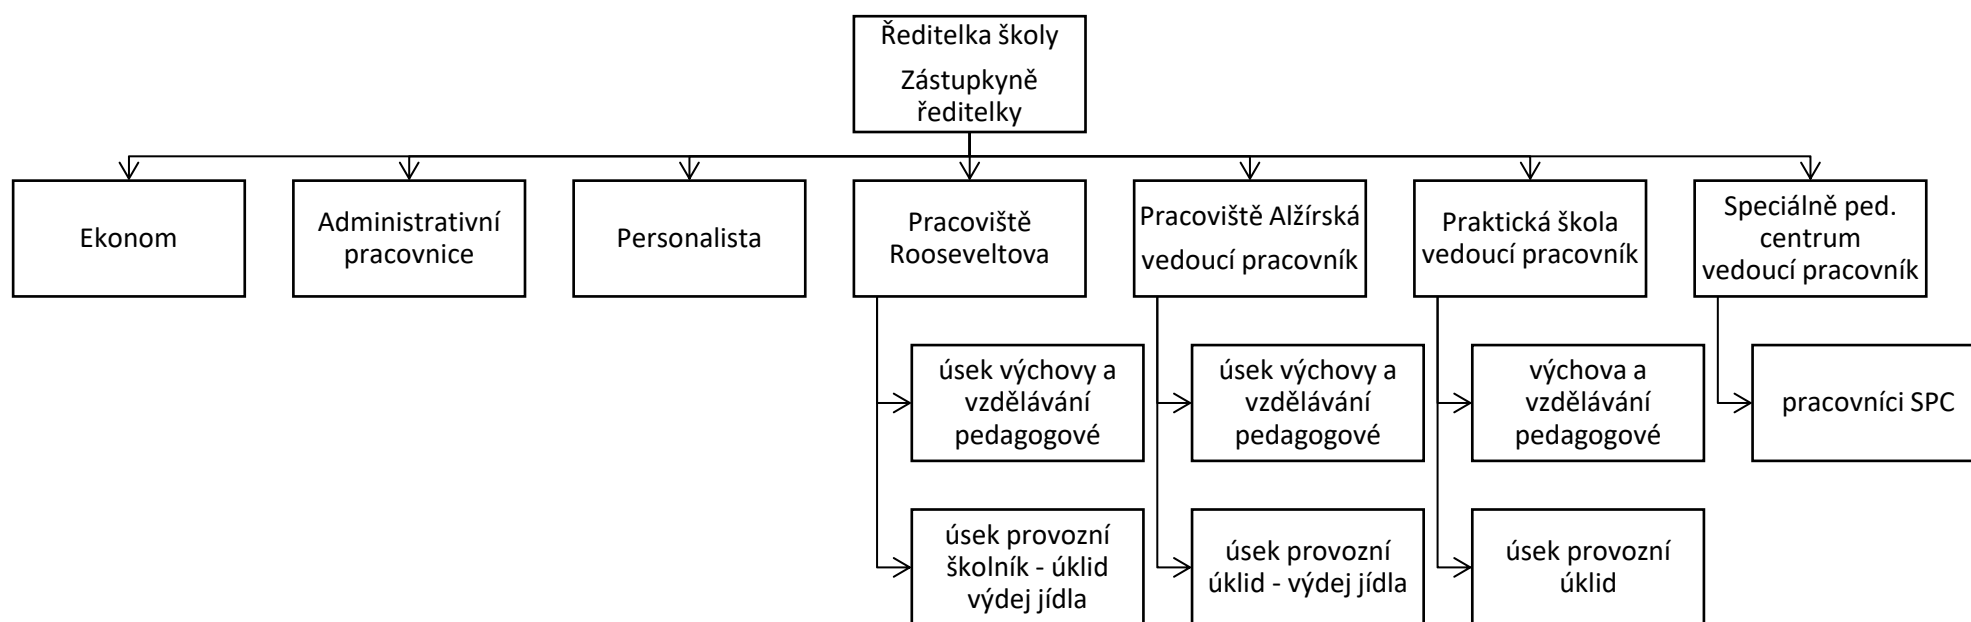 Ředitelka školy
Zástupkyně
ředitelky
Ekonom
Administrativní
pracovnice
Personalista
Pracoviště
Rooseveltova
Pracoviště Alžírská
vedoucí pracovník
Praktická škola
vedoucí pracovník
Speciálně ped.
centrum
vedoucí pracovník
úsek výchovy a
vzdělávání
pedagogové
úsek výchovy a
vzdělávání
pedagogové
výchova a
vzdělávání
pedagogové
pracovníci SPC
úsek provozní
školník - úklid
výdej jídla
úsek provozní
úklid - výdej jídla
úsek provozní
úklid